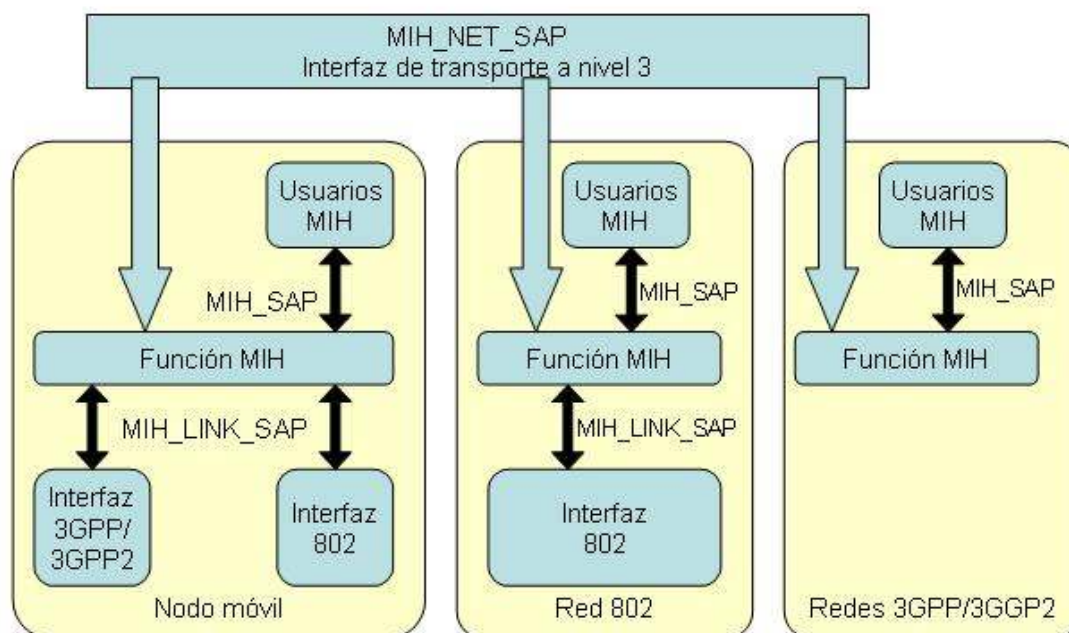 MIH_NET_SAP
Interfaz de transporte a nivel 3
Usuarios
MIH
MIH_SAP
Función MIH
MIH_LINK_SAP
Interfaz
3GPP/
3GPP2
Interfaz
802
Nodo móvil
Usuarios
MIH
MIH_SAP
Función MIH
MIH_LINK_SAP
Interfaz
802
Red 802
Usuarios
MIH
MIH_SAP
Función MIH
Redes 3GPP/3GGP2